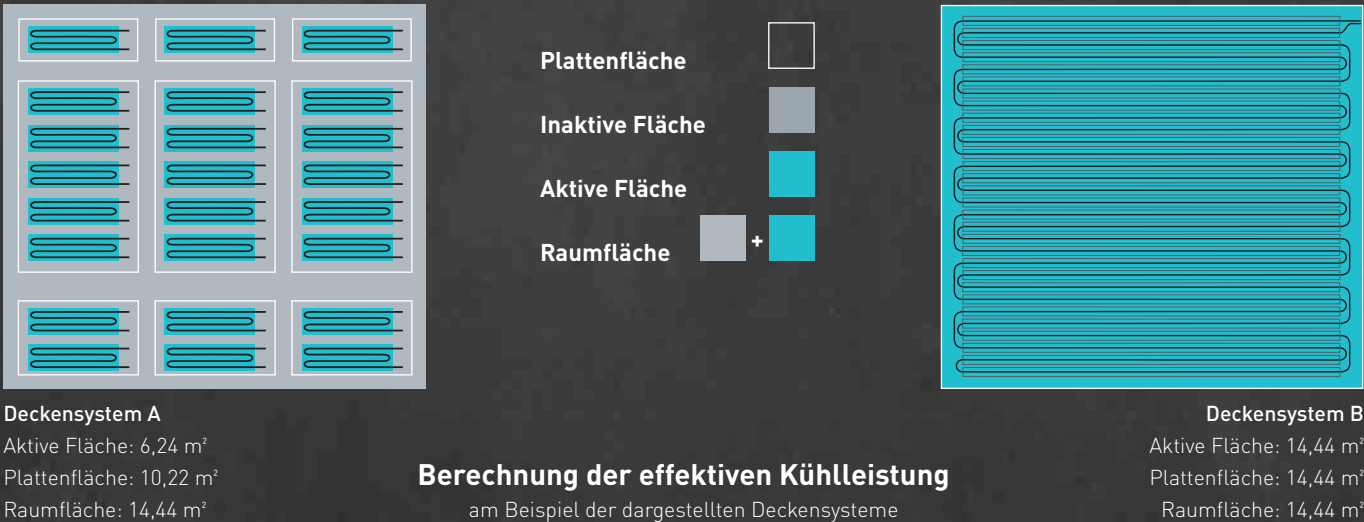 Plattenfläche
Inaktive Fläche
Aktive Fläche
Raumfläche +
Deckensystem A
Aktive Fläche: 6,24 m²
Plattenfläche: 10,22 m²
Raumfläche: 14,44 m²
Berechnung der effektiven Kühlleistung
am Beispiel der dargestellten Deckensysteme
Deckensystem B
Aktive Fläche: 14,44 m²
Plattenfläche: 14,44 m²
Raumfläche: 14,44 m²